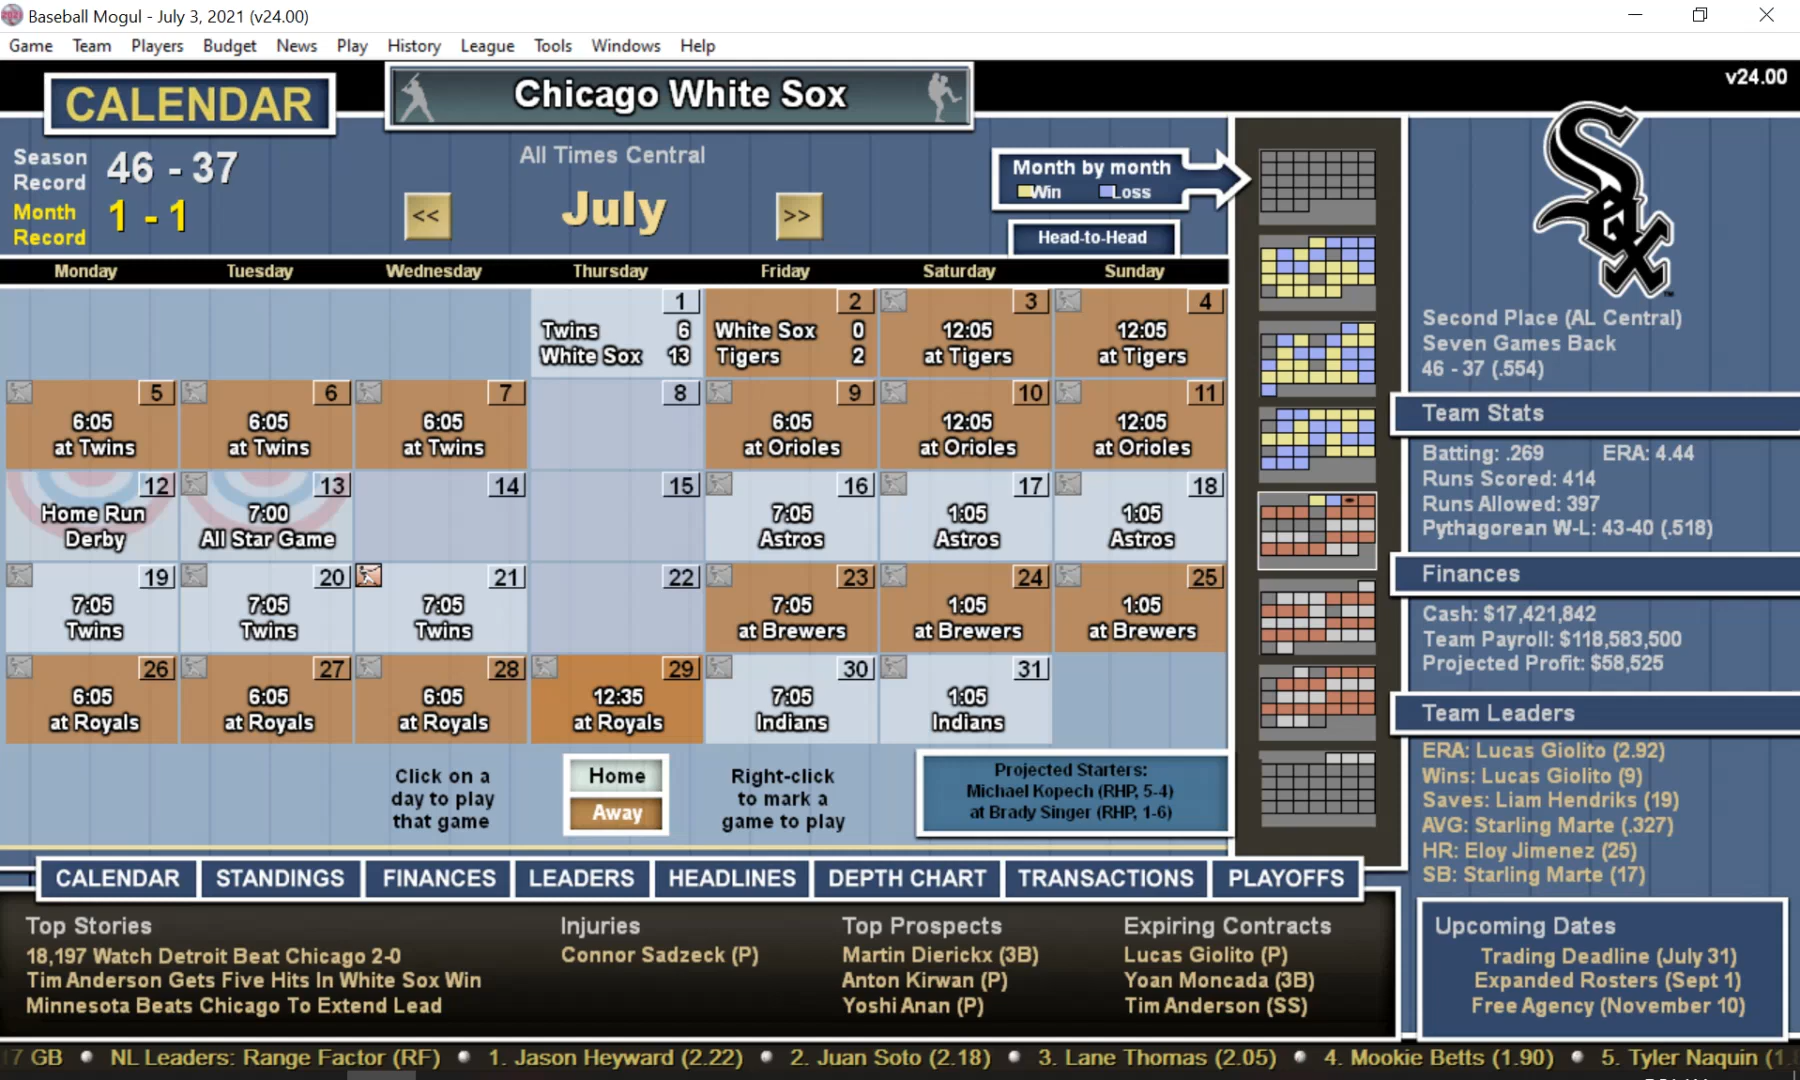 Baseball Mogul - July 3, 2021 (v24.00)
Game Team Players Budget News Play History League Tools Windows Help
CALENDAR
Chicago White Sox
v24.00
Season Record 46 - 37
Month Record 1 - 1
All Times Central
<< July >>
Month by month
Win Loss
Head-to-Head
Monday Tuesday Wednesday Thursday Friday Saturday Sunday
1
Twins 6
White Sox 13
2
White Sox 0
Tigers 2
3
12:05
at Tigers
4
12:05
at Tigers
5
6:05
at Twins
6
6:05
at Twins
7
6:05
at Twins
8
9
6:05
at Orioles
10
12:05
at Orioles
11
12:05
at Orioles
12
Home Run
Derby
13
7:00
All Star Game
14
15
16
7:05
Astros
17
1:05
Astros
18
1:05
Astros
19
7:05
Twins
20
7:05
Twins
21
7:05
Twins
22
23
7:05
at Brewers
24
1:05
at Brewers
25
1:05
at Brewers
26
6:05
at Royals
27
6:05
at Royals
28
6:05
at Royals
29
12:35
at Royals
30
7:05
Indians
31
1:05
Indians
Click on a
day to play
that game
Home
Away
Right-click
to mark a
game to play
Projected Starters:
Michael Kopech (RHP, 5-4)
at Brady Singer (RHP, 1-6)
Sox
Second Place (AL Central)
Seven Games Back
46 - 37 (.554)
Team Stats
Batting: .269 ERA: 4.44
Runs Scored: 414
Runs Allowed: 397
Pythagorean W-L: 43-40 (.518)
Finances
Cash: $17,421,842
Team Payroll: $118,583,500
Projected Profit: $58,525
Team Leaders
ERA: Lucas Giolito (2.92)
Wins: Lucas Giolito (9)
Saves: Liam Hendriks (19)
AVG: Starling Marte (.327)
HR: Eloy Jimenez (25)
SB: Starling Marte (17)
CALENDAR STANDINGS FINANCES LEADERS HEADLINES DEPTH CHART TRANSACTIONS PLAYOFFS
Top Stories
18,197 Watch Detroit Beat Chicago 2-0
Tim Anderson Gets Five Hits In White Sox Win
Minnesota Beats Chicago To Extend Lead
Injuries
Connor Sadzeck (P)
Top Prospects
Martin Dierickx (3B)
Anton Kirwan (P)
Yoshi Anan (P)
Expiring Contracts
Lucas Giolito (P)
Yoan Moncada (3B)
Tim Anderson (SS)
Upcoming Dates
Trading Deadline (July 31)
Expanded Rosters (Sept 1)
Free Agency (November 10)
17 GB NL Leaders: Range Factor (RF) 1. Jason Heyward (2.22) 2. Juan Soto (2.18) 3. Lane Thomas (2.05) 4. Mookie Betts (1.90) 5. Tyler Naquin